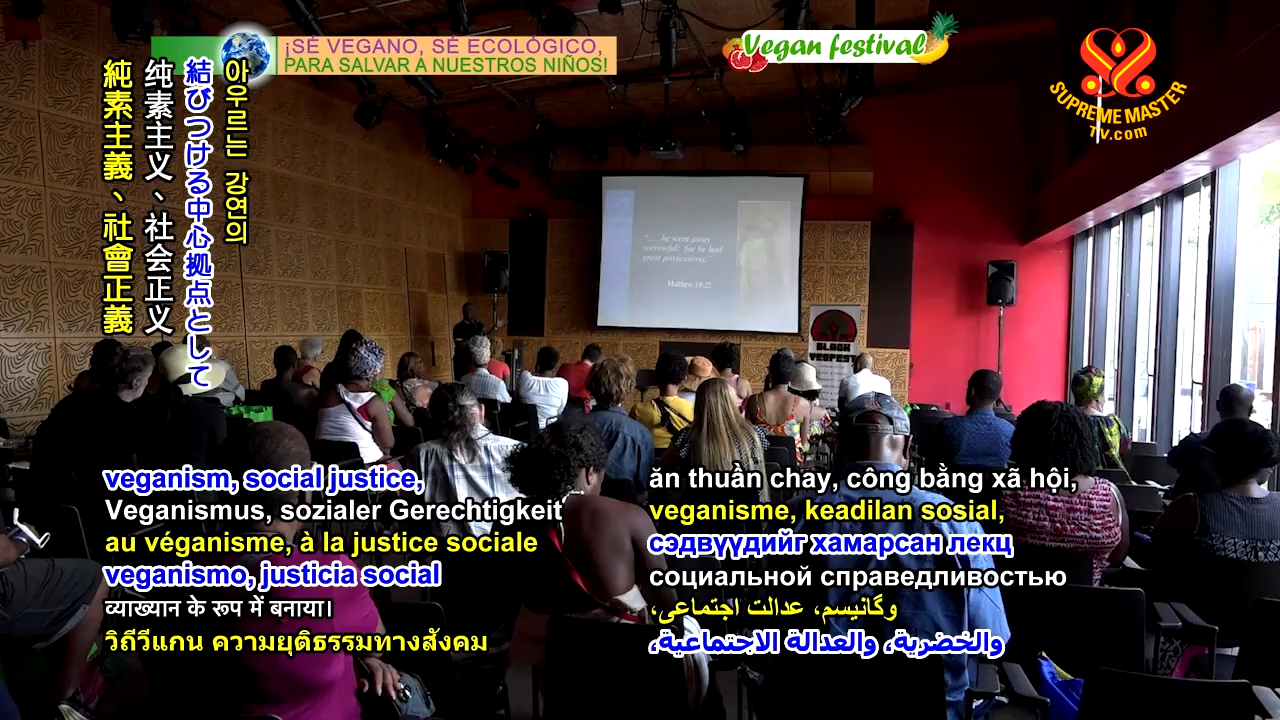 ¡SÉ VEGANO, SÉ ECOLÓGICO,
PARA SALVAR A NUESTROS NIÑOS!
Vegan festival
SUPREME MASTER
TV.com
아우르는 강연의
結びつける中心拠点として
纯素主义、社会正义
純素主義、社會正義
"... he went away
sorrowful; for he had
great possessions."
Matthew 19:22
BLACK
VEGFEST
veganism, social justice,
Veganismus, sozialer Gerechtigkeit
au véganisme, à la justice sociale
veganismo, justicia social
व्याख्यान के रूप में बनाया।
วิถีวีแกน ความยุติธรรมทางสังคม
ăn thuần chay, công bằng xã hội,
veganisme, keadilan sosial,
сэдвүүдийг хамарсан лекц
социальной справедливостью
وگانیسم، عدالت اجتماعی،
والخضرية، والعدالة الاجتماعية،